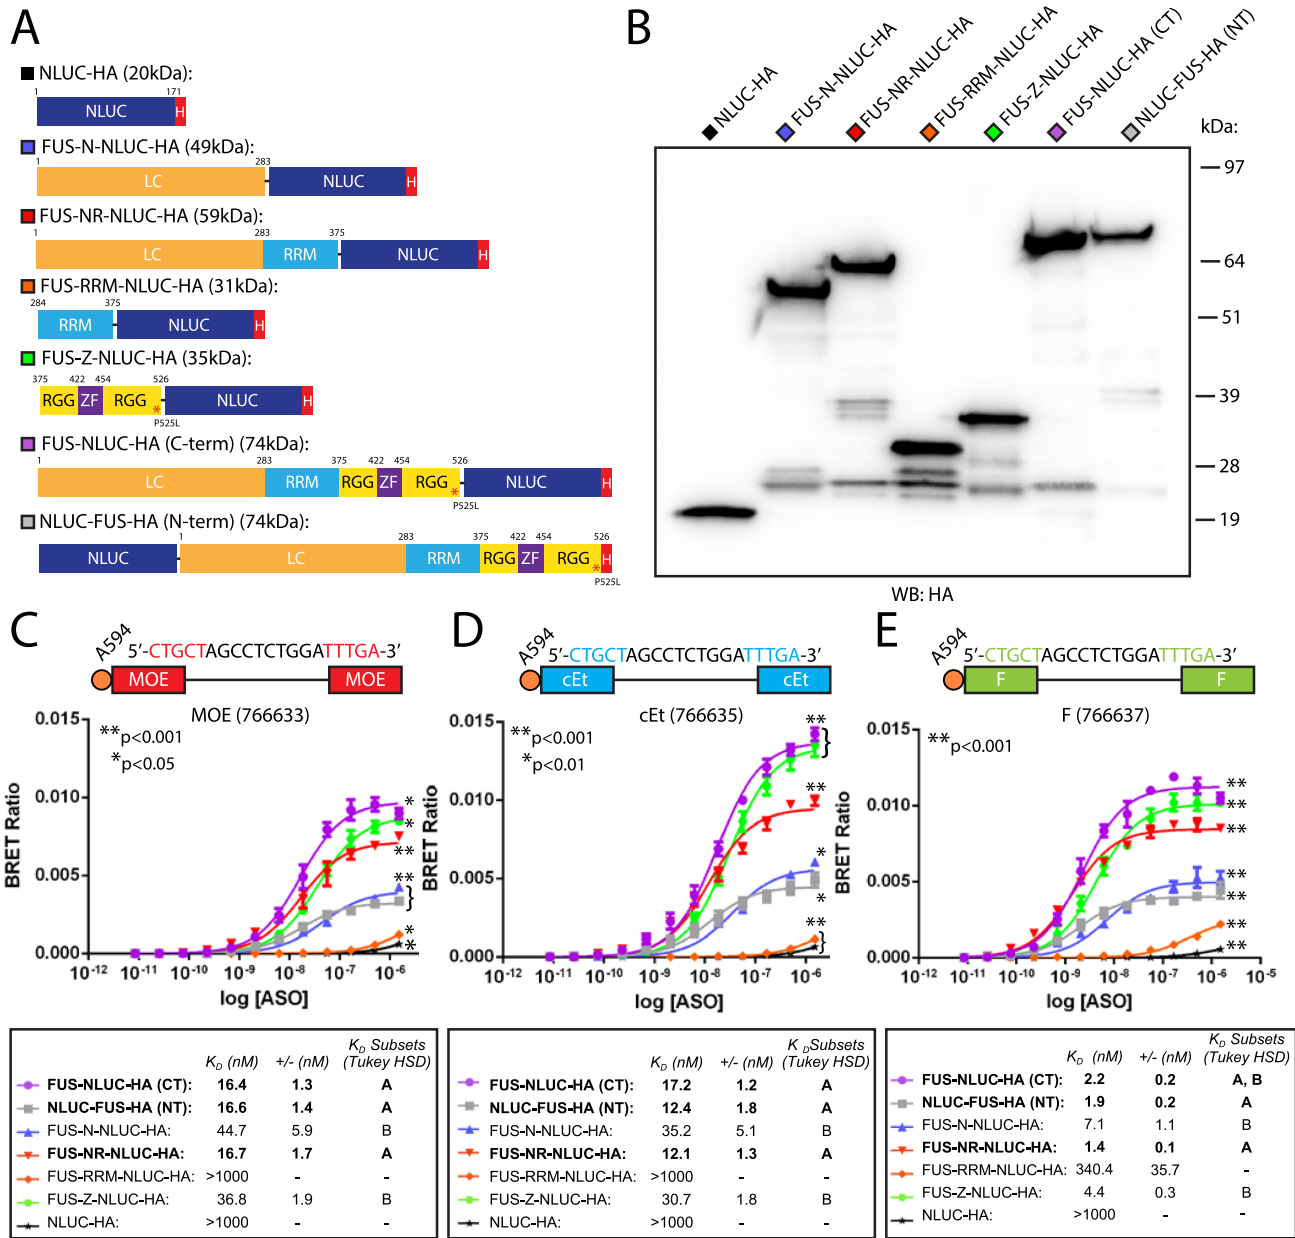 A
NLUC-HA (20kDa):
1 171
NLUC H
FUS-N-NLUC-HA (49kDa):
1 283
LC NLUC H
FUS-NR-NLUC-HA (59kDa):
1 283 375
LC RRM NLUC H
FUS-RRM-NLUC-HA (31kDa):
284 375
RRM NLUC H
FUS-Z-NLUC-HA (35kDa):
375 422 454 526
RGG ZF RGG * NLUC H
P525L
FUS-NLUC-HA (C-term) (74kDa):
1 283 375 422 454 526
LC RRM RGG ZF RGG * NLUC H
P525L
NLUC-FUS-HA (N-term) (74kDa):
1 283 375 422 454 526
NLUC LC RRM RGG ZF RGG * H
P525L
B
NLUC-HA
FUS-N-NLUC-HA
FUS-NR-NLUC-HA
FUS-RRM-NLUC-HA
FUS-Z-NLUC-HA
FUS-NLUC-HA (CT)
NLUC-FUS-HA (NT)
kDa:
97
64
51
39
28
19
WB: HA
C
A594
5′-CTGCTAGCCTCTGGATTTGA-3′
MOE MOE
MOE (766633)
**p<0.001
*p<0.05
BRET Ratio
0.015
0.010
0.005
0.000
*
*
**
**
*
*
10-12 10-11 10-10 10-9 10-8 10-7 10-6
log [ASO]
KD (nM) +/- (nM) KD Subsets (Tukey HSD)
FUS-NLUC-HA (CT): 16.4 1.3 A
NLUC-FUS-HA (NT): 16.6 1.4 A
FUS-N-NLUC-HA: 44.7 5.9 B
FUS-NR-NLUC-HA: 16.7 1.7 A
FUS-RRM-NLUC-HA: >1000 - -
FUS-Z-NLUC-HA: 36.8 1.9 B
NLUC-HA: >1000 - -
D
A594
5′-CTGCTAGCCTCTGGATTTGA-3′
cEt cEt
cEt (766635)
**p<0.001
*p<0.01
BRET Ratio
0.015
0.010
0.005
0.000
**
**
*
*
**
10-12 10-11 10-10 10-9 10-8 10-7 10-6 10-5
log [ASO]
KD (nM) +/- (nM) KD Subsets (Tukey HSD)
FUS-NLUC-HA (CT): 17.2 1.2 A
NLUC-FUS-HA (NT): 12.4 1.8 A
FUS-N-NLUC-HA: 35.2 5.1 B
FUS-NR-NLUC-HA: 12.1 1.3 A
FUS-RRM-NLUC-HA: >1000 - -
FUS-Z-NLUC-HA: 30.7 1.8 B
NLUC-HA: >1000 - -
E
A594
5′-CTGCTAGCCTCTGGATTTGA-3′
F F
F (766637)
**p<0.001
BRET Ratio
0.015
0.010
0.005
0.000
**
**
**
**
**
**
**
10-12 10-11 10-10 10-9 10-8 10-7 10-6 10-5
log [ASO]
KD (nM) +/- (nM) KD Subsets (Tukey HSD)
FUS-NLUC-HA (CT): 2.2 0.2 A, B
NLUC-FUS-HA (NT): 1.9 0.2 A
FUS-N-NLUC-HA: 7.1 1.1 B
FUS-NR-NLUC-HA: 1.4 0.1 A
FUS-RRM-NLUC-HA: 340.4 35.7 -
FUS-Z-NLUC-HA: 4.4 0.3 B
NLUC-HA: >1000 - -